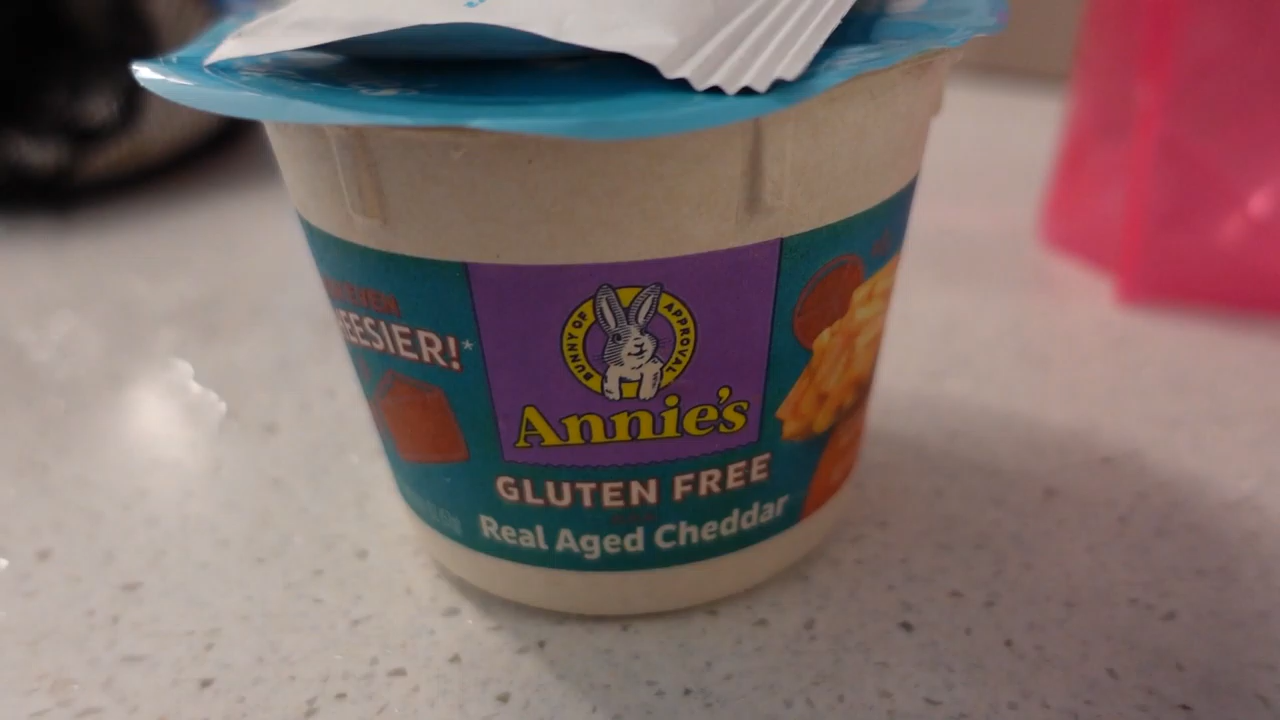 EESIER!*
BUNNY OF APPROVAL
Annie's
GLUTEN FREE
Real Aged Cheddar